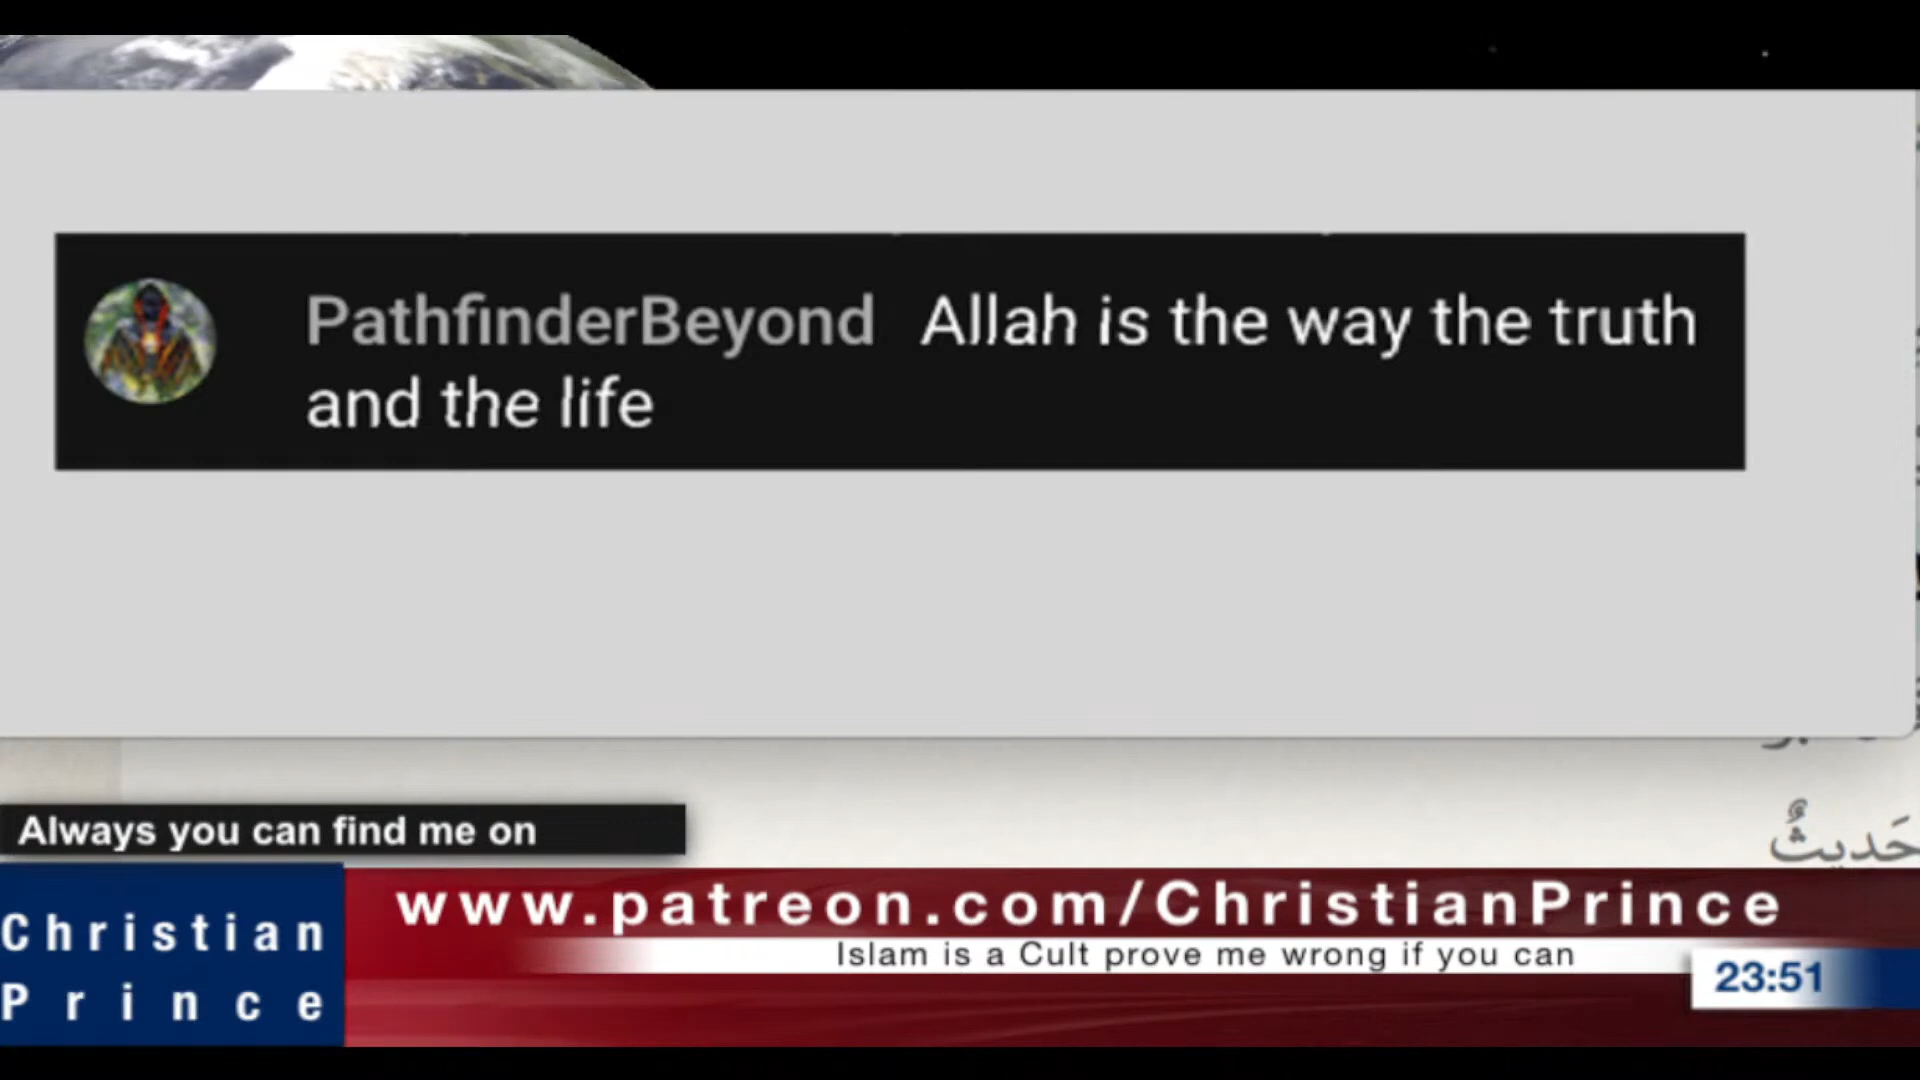 PathfinderBeyond Allah is the way the truth
and the life
حَدِيثٌ
Always you can find me on
Christian
Prince
www.patreon.com/ChristianPrince
Islam is a Cult prove me wrong if you can
23:51